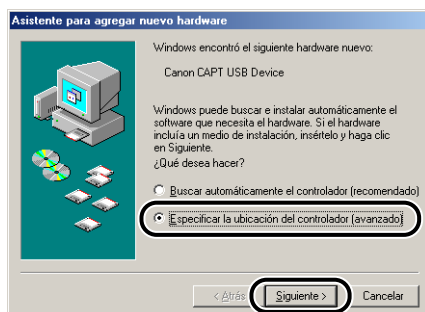 Asistente para agregar nuevo hardware
Windows encontró el siguiente hardware nuevo:
Canon CAPT USB Device
Windows puede buscar e instalar automáticamente el
software que necesita el hardware. Si el hardware
incluía un medio de instalación, insértelo y haga clic
en Siguiente.
¿Qué desea hacer?
Buscar automáticamente el controlador (recomendado)
Especificar la ubicación del controlador (avanzado)
< Atrás
Siguiente >
Cancelar